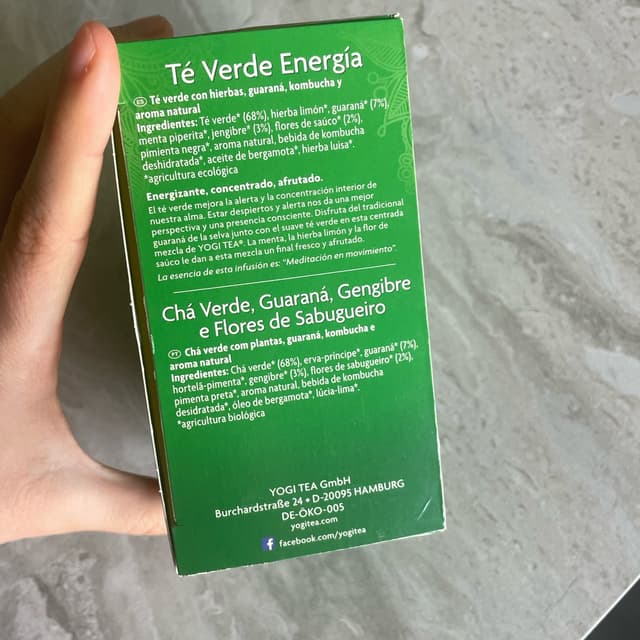 Té Verde Energía
ES Té verde con hierbas, guaraná, kombucha y
aroma natural
Ingredientes: Té verde* (68%), hierba limón*, guaraná* (7%),
menta piperita*, jengibre* (3%), flores de saúco* (2%),
pimienta negra*, aroma natural, bebida de kombucha
deshidratada*, aceite de bergamota*, hierba luisa*.
*agricultura ecológica
Energizante, concentrado, afrutado.
El té verde mejora la alerta y la concentración interior de
nuestra alma. Estar despiertos y alerta nos da una mejor
perspectiva y una presencia consciente. Disfruta del tradicional
guaraná de la selva junto con el suave té verde en esta centrada
mezcla de YOGI TEA®. La menta, la hierba limón y la flor de
saúco le dan a esta mezcla un final fresco y afrutado.
La esencia de esta infusión es: "Meditación en movimiento".
Chá Verde, Guaraná, Gengibre
e Flores de Sabugueiro
PT Chá verde com plantas, guaraná, kombucha e
aroma natural
Ingredientes: Chá verde* (68%), erva-príncipe*, guaraná* (7%),
hortelã-pimenta*, gengibre* (3%), flores de sabugueiro* (2%),
pimenta preta*, aroma natural, bebida de kombucha
desidratada*, óleo de bergamota*, lúcia-lima*.
*agricultura biológica
YOGI TEA GmbH
Burchardstraße 24 • D-20095 HAMBURG
DE-ÖKO-005
yogitea.com
f facebook.com/yogitea